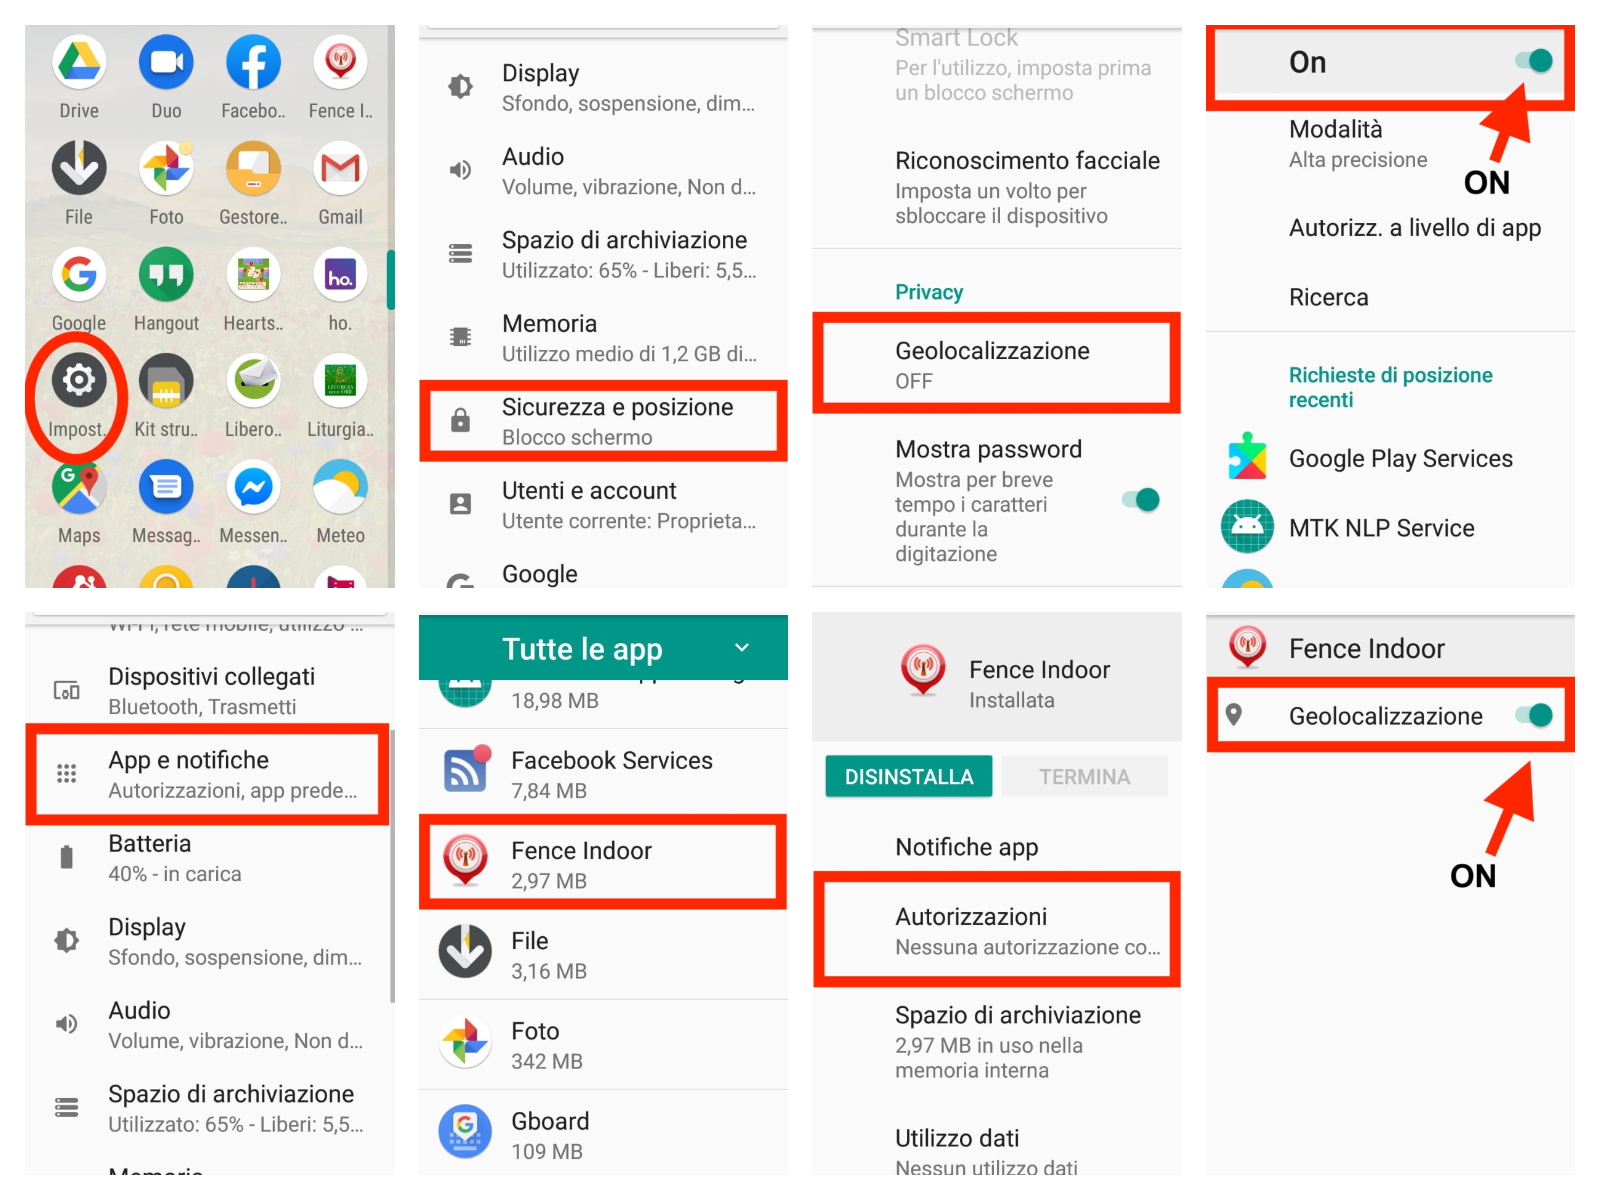 Drive
Duo
Facebo..
Fence I..
File
Foto
Gestore..
Gmail
Google
Hangout
Hearts..
ho.
ho.
Impost.
Kit stru..
Libero..
Liturgia..
Maps
Messag..
Messen..
Meteo
Display
Sfondo, sospensione, dim...
Audio
Volume, vibrazione, Non d...
Spazio di archiviazione
Utilizzato: 65% - Liberi: 5,5...
Memoria
Utilizzo medio di 1,2 GB di...
Sicurezza e posizione
Blocco schermo
Utenti e account
Utente corrente: Proprieta...
Google
Smart Lock
Per l'utilizzo, imposta prima
un blocco schermo
Riconoscimento facciale
Imposta un volto per
sbloccare il dispositivo
Privacy
Geolocalizzazione
OFF
Mostra password
Mostra per breve
tempo i caratteri
durante la
digitazione
On
Modalità
Alta precisione
ON
Autorizz. a livello di app
Ricerca
Richieste di posizione
recenti
Google Play Services
MTK NLP Service
Wi-Fi, rete mobile, utilizzo ...
Dispositivi collegati
Bluetooth, Trasmetti
App e notifiche
Autorizzazioni, app prede...
Batteria
40% - in carica
Display
Sfondo, sospensione, dim...
Audio
Volume, vibrazione, Non d...
Spazio di archiviazione
Utilizzato: 65% - Liberi: 5,5...
Memoria
Tutte le app
18,98 MB
Facebook Services
7,84 MB
Fence Indoor
2,97 MB
File
3,16 MB
Foto
342 MB
Gboard
109 MB
Fence Indoor
Installata
DISINSTALLA
TERMINA
Notifiche app
Autorizzazioni
Nessuna autorizzazione co...
Spazio di archiviazione
2,97 MB in uso nella
memoria interna
Utilizzo dati
Nessun utilizzo dati
Fence Indoor
Geolocalizzazione
ON